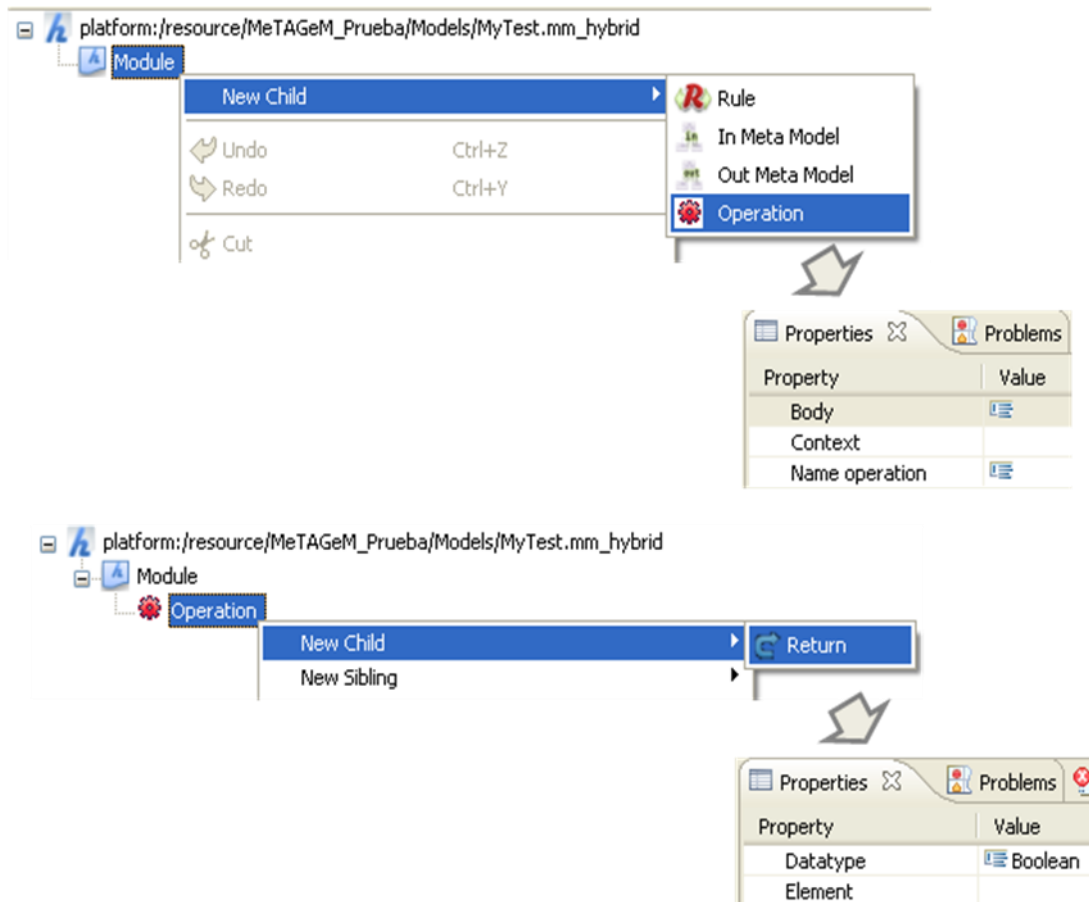 platform:/resource/MeTAGeM_Prueba/Models/MyTest.mm_hybrid
Module
New Child
Rule
In Meta Model
Out Meta Model
Operation
Undo Ctrl+Z
Redo Ctrl+Y
Cut
Properties Problems
Property Value
Body
Context
Name operation
platform:/resource/MeTAGeM_Prueba/Models/MyTest.mm_hybrid
Module
Operation
New Child
Return
New Sibling
Properties Problems
Property Value
Datatype Boolean
Element